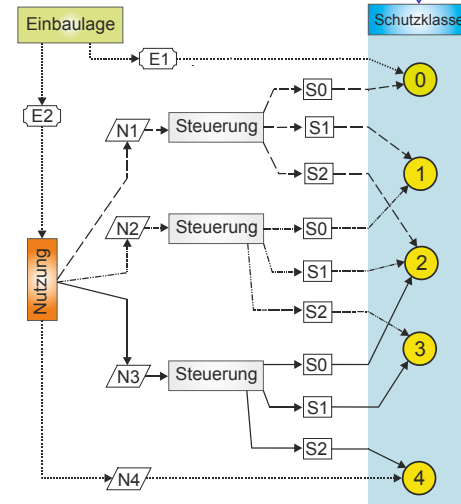 Einbaulage
Schutzklasse
E1
0
S0
E2
N1
Steuerung
S1
S2
1
N2
Steuerung
S0
Nutzung
S1
2
S2
3
N3
Steuerung
S0
S1
S2
N4
4